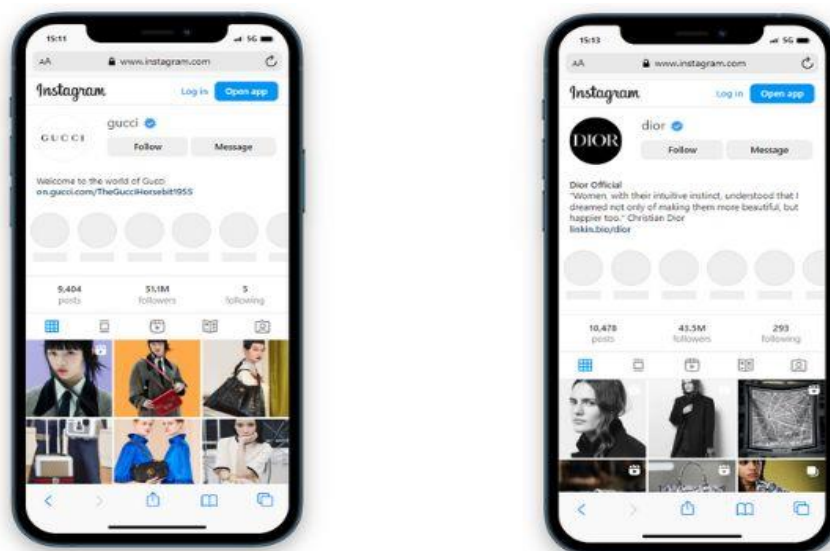 15:11
5G
AA
www.instagram.com
Instagram
Log in
Open app
GUCCI
gucci
Follow
Message
Welcome to the world of Gucci
on.gucci.com/TheGucciHorsebit1955
9,404
51.1M
5
posts
followers
following
15:13
5G
AA
www.instagram.com
Instagram
Log in
Open app
DIOR
dior
Follow
Message
Dior Official
"Women, with their intuitive instinct, understood that I
dreamed not only of making them more beautiful, but
happier too." Christian Dior
linkin.bio/dior
10,478
43.5M
293
posts
followers
following